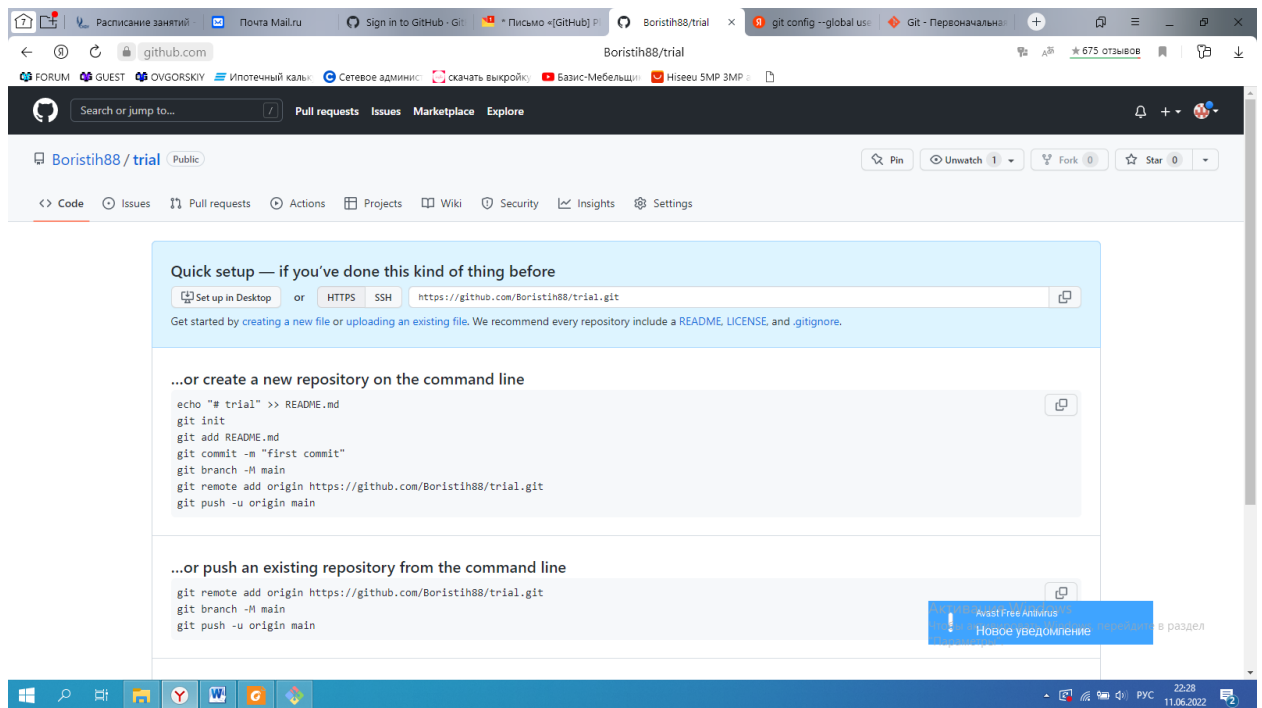 7 Расписание занятий - Почта Mail.ru Sign in to GitHub · Git * Письмо «[GitHub] P Boristih88/trial × git config --global use Git - Первоначальная
github.com Boristih88/trial ★ 675 отзывов
FORUM GUEST OVGORSKIY Ипотечный кальк Сетевое админист скачать выкройку Базис-Мебельщик Hiseeu 5MP 3MP
Search or jump to... / Pull requests Issues Marketplace Explore
Boristih88 / trial Public Pin Unwatch 1 Fork 0 Star 0
<> Code Issues Pull requests Actions Projects Wiki Security Insights Settings
Quick setup — if you’ve done this kind of thing before
Set up in Desktop or HTTPS SSH https://github.com/Boristih88/trial.git
Get started by creating a new file or uploading an existing file. We recommend every repository include a README, LICENSE, and .gitignore.
…or create a new repository on the command line
echo "# trial" >> README.md
git init
git add README.md
git commit -m "first commit"
git branch -M main
git remote add origin https://github.com/Boristih88/trial.git
git push -u origin main
…or push an existing repository from the command line
git remote add origin https://github.com/Boristih88/trial.git
git branch -M main
git push -u origin main
Avast Free Antivirus
Новое уведомление
перейдите в раздел
РУС 22:28
11.06.2022 2